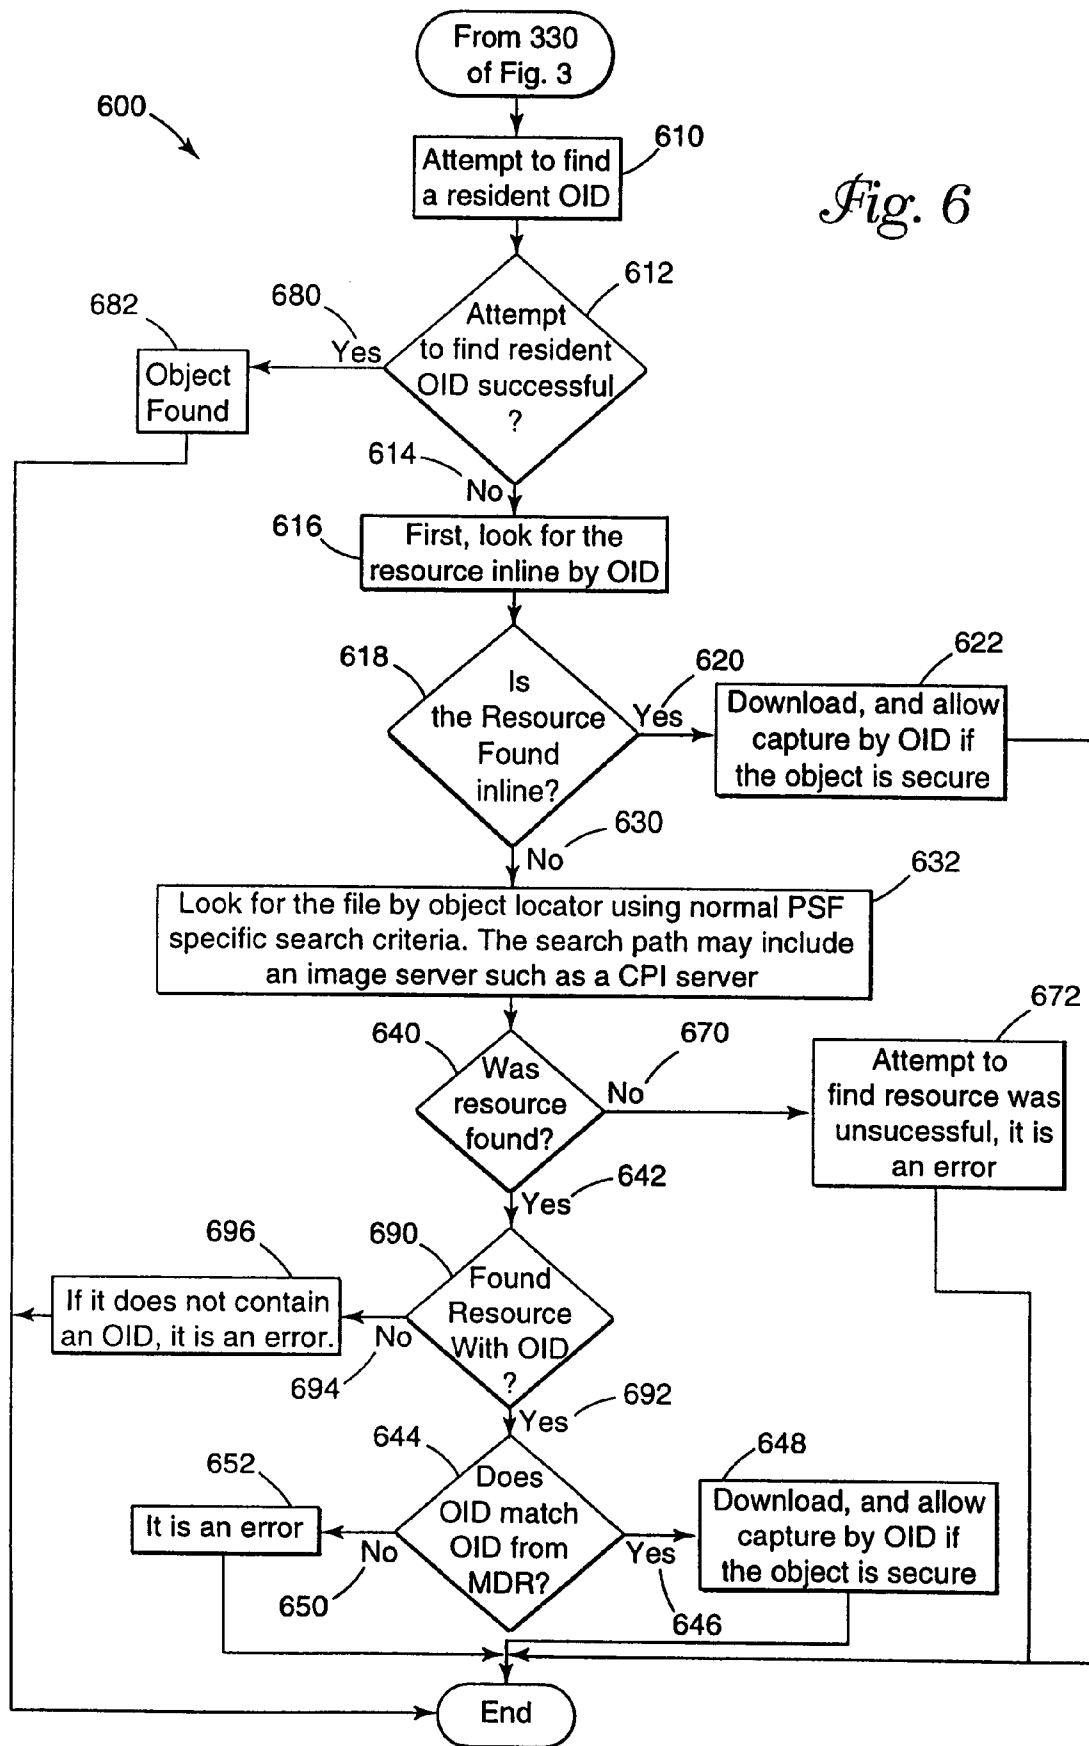 From 330
of Fig. 3
600
610
Attempt to find
a resident OID
Fig. 6
612
680
682
Attempt
to find resident
OID successful
?
Yes
Object
Found
614
No
616
First, look for the
resource inline by OID
618
620
622
Is
the Resource
Found
inline?
Yes
Download, and allow
capture by OID if
the object is secure
630
No
632
Look for the file by object locator using normal PSF
specific search criteria. The search path may include
an image server such as a CPI server
640
670
672
Was
resource
found?
No
Attempt to
find resource was
unsucessful, it is
an error
642
Yes
696
690
Found
Resource
With OID
?
If it does not contain
an OID, it is an error.
No
694
692
Yes
652
644
648
Does
OID match
OID from
MDR?
It is an error
No
650
Yes
646
Download, and allow
capture by OID if
the object is secure
End